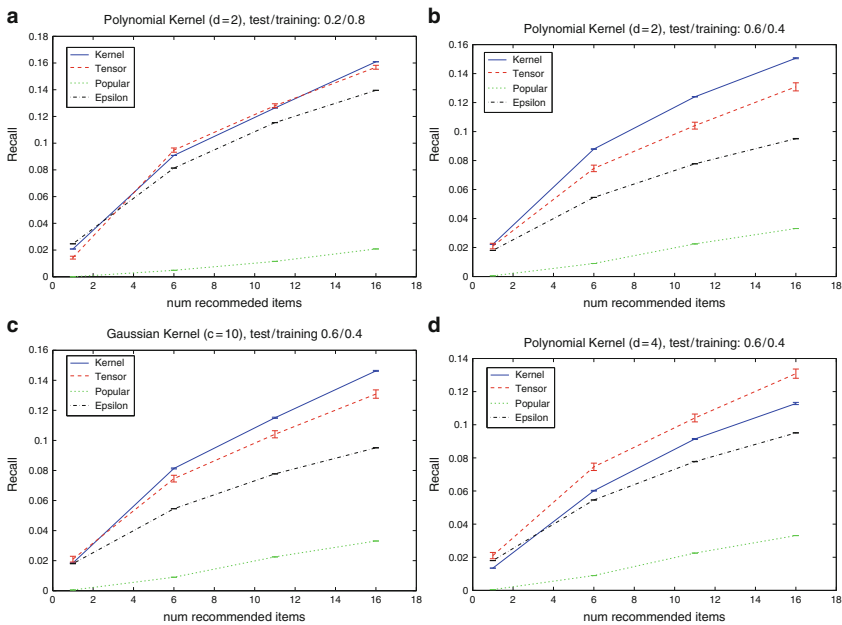 a
Polynomial Kernel (d=2), test/training: 0.2/0.8
0.18
0.16
0.14
0.12
0.1
0.08
0.06
0.04
0.02
0
Recall
Kernel
Tensor
Popular
Epsilon
0 2 4 6 8 10 12 14 16 18
num recommeded items
b
Polynomial Kernel (d=2), test/training: 0.6/0.4
0.16
0.14
0.12
0.1
0.08
0.06
0.04
0.02
0
Recall
Kernel
Tensor
Popular
Epsilon
0 2 4 6 8 10 12 14 16 18
num recommeded items
c
Gaussian Kernel (c=10), test/training 0.6/0.4
0.16
0.14
0.12
0.1
0.08
0.06
0.04
0.02
0
Recall
Kernel
Tensor
Popular
Epsilon
0 2 4 6 8 10 12 14 16 18
num recommeded items
d
Polynomial Kernel (d=4), test/training: 0.6/0.4
0.14
0.12
0.1
0.08
0.06
0.04
0.02
0
Recall
Kernel
Tensor
Popular
Epsilon
0 2 4 6 8 10 12 14 16 18
num recommeded items